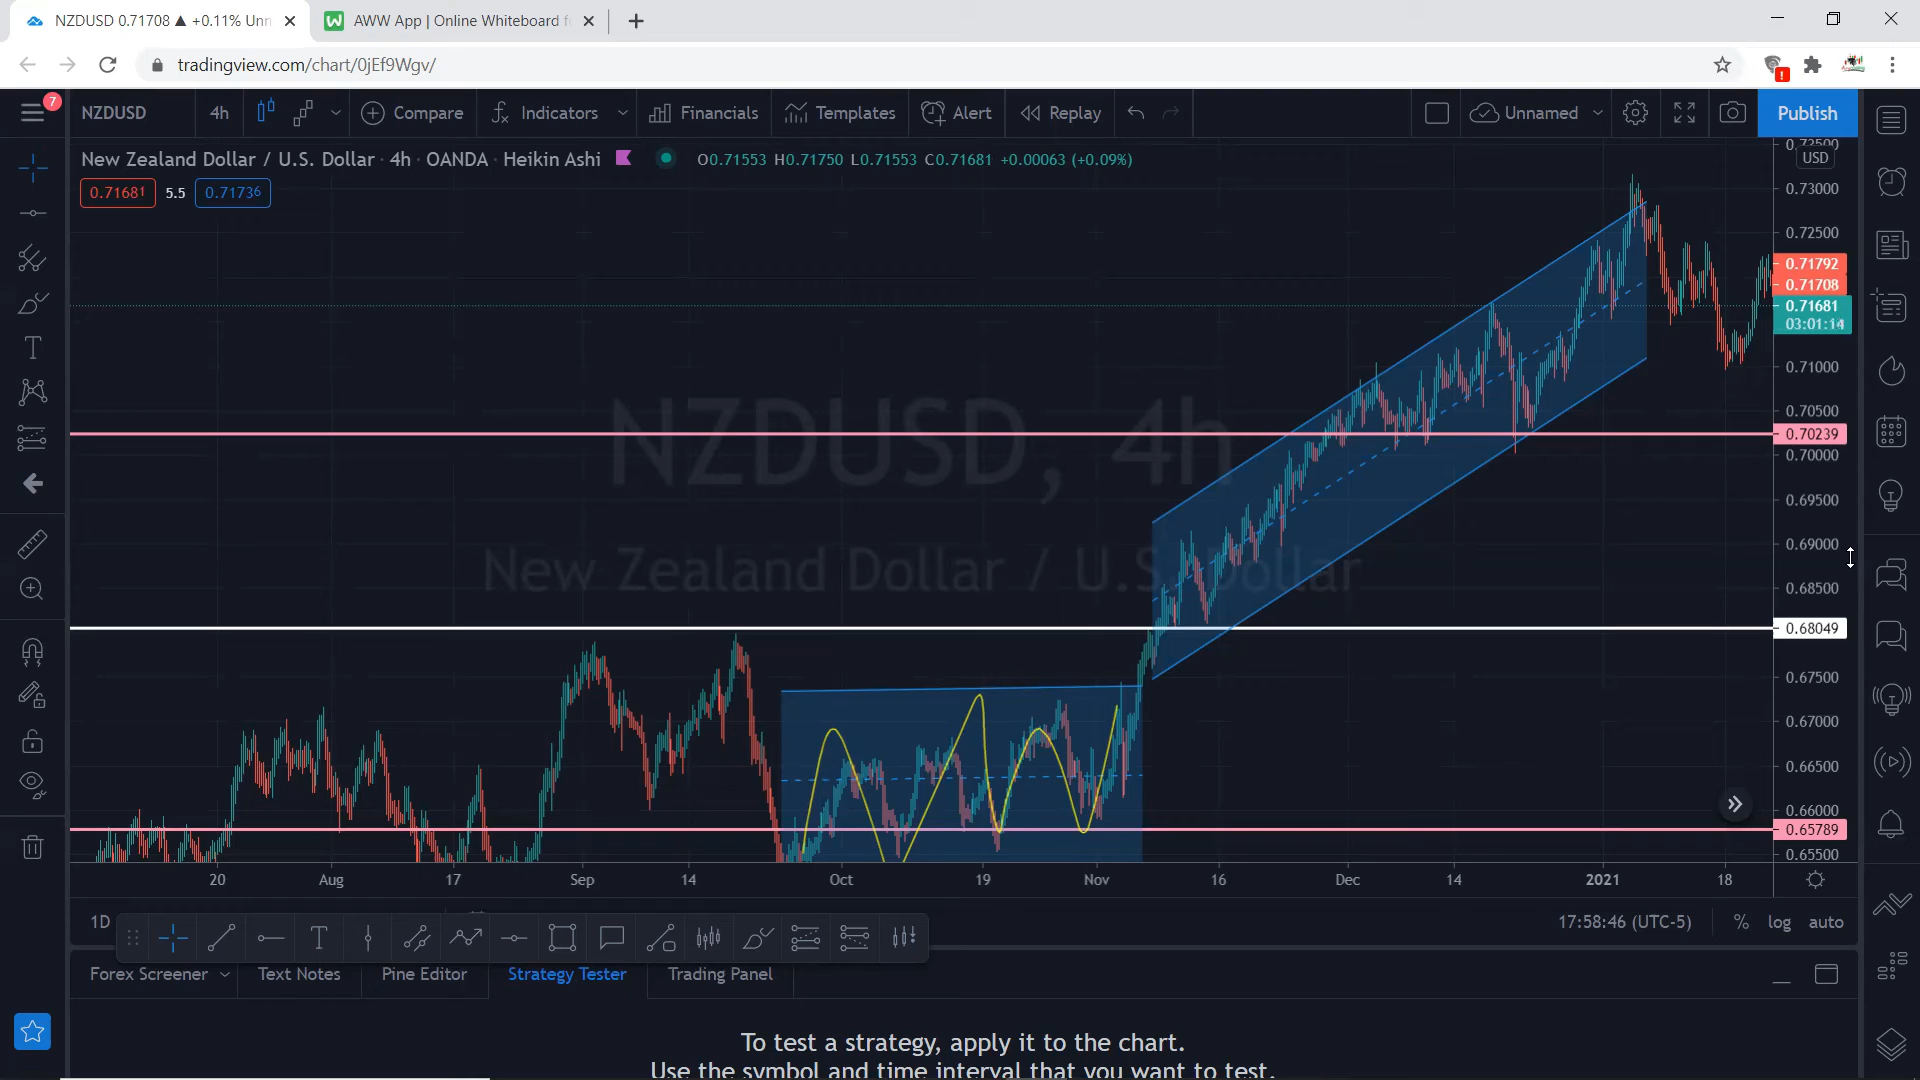 NZDUSD 0.71708 ▲ +0.11% Unn
AWW App | Online Whiteboard f
tradingview.com/chart/0jEf9Wgv/
7
NZDUSD
4h
Compare
Indicators
Financials
Templates
Alert
Replay
Unnamed
Publish
New Zealand Dollar / U.S. Dollar · 4h · OANDA · Heikin Ashi
O0.71553 H0.71750 L0.71553 C0.71681 +0.00063 (+0.09%)
0.71681
5.5
0.71736
NZDUSD, 4h
New Zealand Dollar / U.S. Dollar
0.72500
USD
0.73000
0.72500
0.71792
0.71708
0.71681
03:01:14
0.71000
0.70500
0.70239
0.70000
0.69500
0.69000
0.68500
0.68049
0.67500
0.67000
0.66500
0.66000
0.65789
0.65500
20
Aug
17
Sep
14
Oct
19
Nov
16
Dec
14
2021
18
1D
17:58:46 (UTC-5)
%
log
auto
Forex Screener
Text Notes
Pine Editor
Strategy Tester
Trading Panel
To test a strategy, apply it to the chart.
Use the symbol and time interval that you want to test.